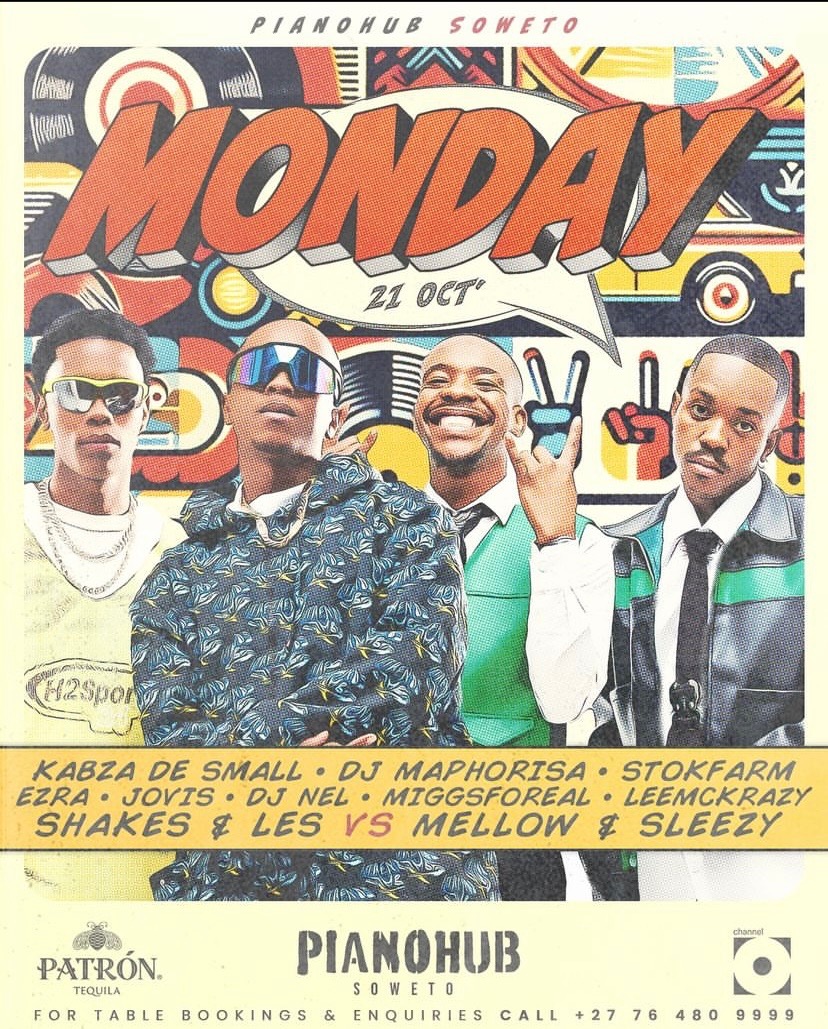 PIANOHUB SOWETO
MONDAY
21 OCT'
H2Spor
KABZA DE SMALL • DJ MAPHORISA • STOKFARM
EZRA • JOVIS • DJ NEL • MIGGSFOREAL • LEEMCKRAZY
SHAKES & LES VS MELLOW & SLEEZY
PATRÓN®
TEQUILA
PIANOHUB
SOWETO
channel
O
FOR TABLE BOOKINGS & ENQUIRIES CALL +27 76 480 9999